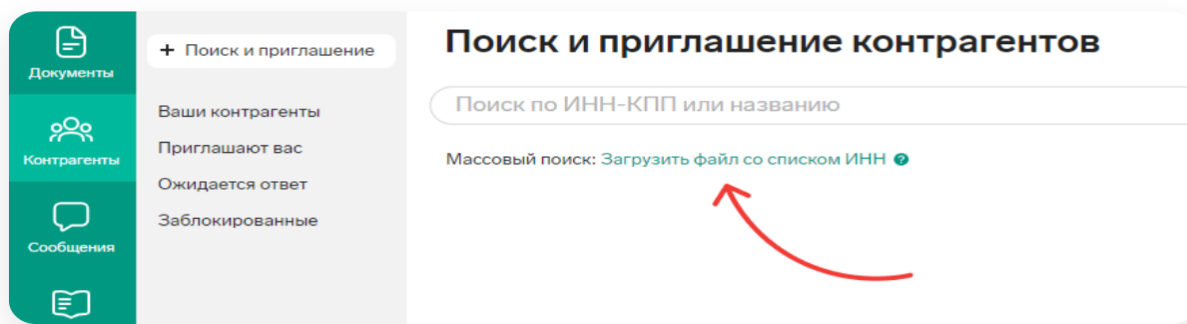 Документы
Контрагенты
Сообщения
+ Поиск и приглашение
Ваши контрагенты
Приглашают вас
Ожидается ответ
Заблокированные
Поиск и приглашение контрагентов
Поиск по ИНН-КПП или названию
Массовый поиск: Загрузить файл со списком ИНН ?